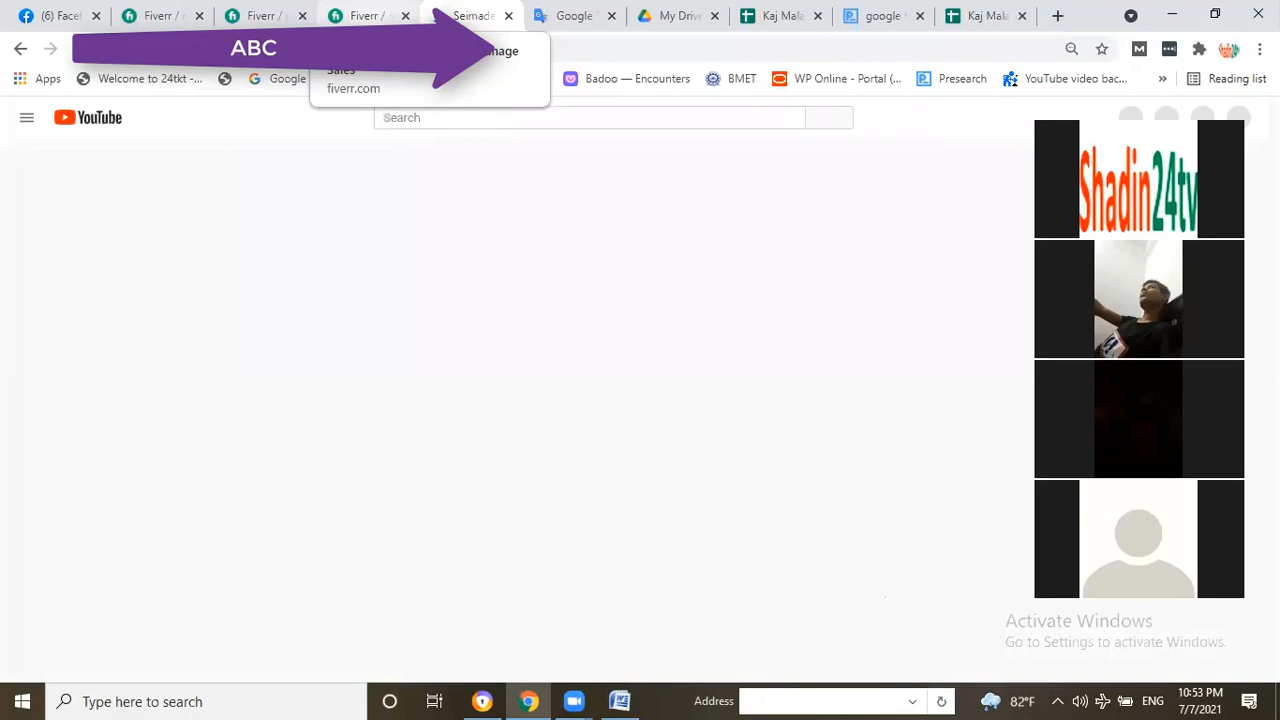 (1) Face
Fiverr /
Fiverr /
Fiverr /
Seimade
Google T
My Drive
Kaj Mala
google t
Kaj Mala
ABC
nage
Sales
fiverr.com
Apps
Welcome to 24tkt -...
Google
Badoo — Encounters
BMET
WP Online - Portal (...
Presearch
YouTube video bac...
»
Reading list
YouTube
Search
Shadin24tv
Activate Windows
Go to Settings to activate Windows.
Type here to search
Address
82°F
ENG
10:53 PM
7/7/2021